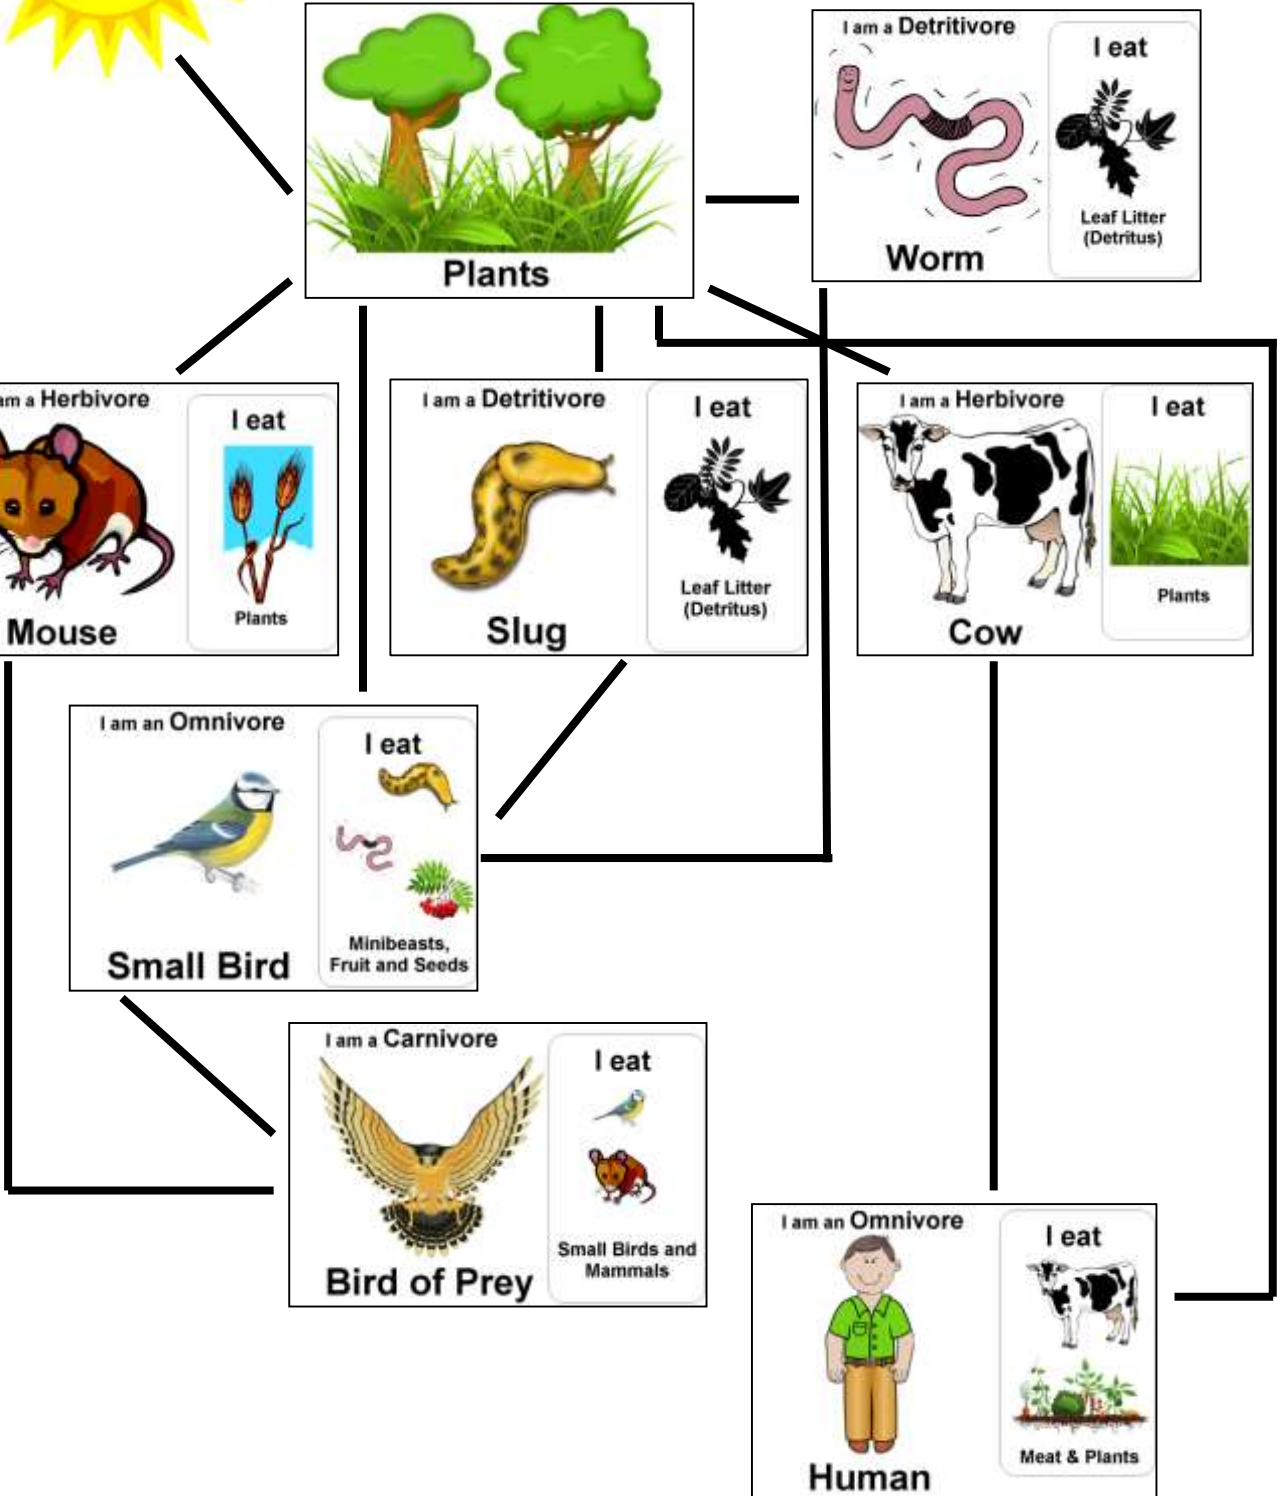 Plants
I am a Detritivore
I eat
Leaf Litter
(Detritus)
Worm
am a Herbivore
I eat
Plants
Mouse
I am a Detritivore
I eat
Leaf Litter
(Detritus)
Slug
I am a Herbivore
I eat
Plants
Cow
I am an Omnivore
I eat
Minibeasts,
Fruit and Seeds
Small Bird
I am a Carnivore
I eat
Small Birds and
Mammals
Bird of Prey
I am an Omnivore
I eat
Meat & Plants
Human